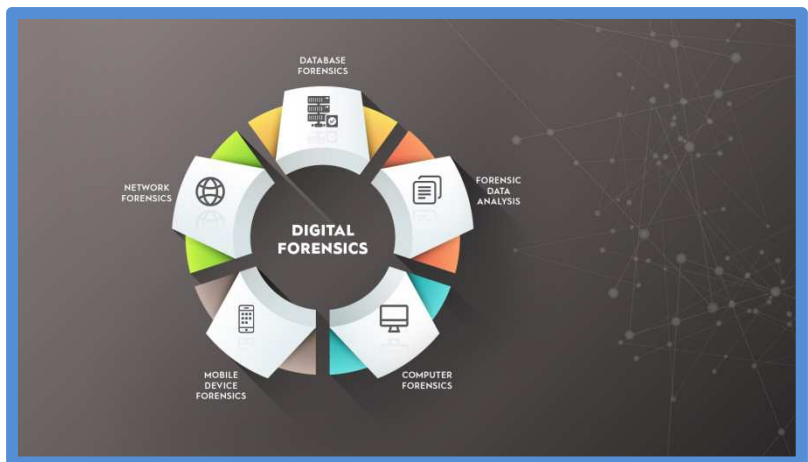 DATABASE
FORENSICS
NETWORK
FORENSICS
FORENSIC
DATA
ANALYSIS
DIGITAL
FORENSICS
MOBILE
DEVICE
FORENSICS
COMPUTER
FORENSICS